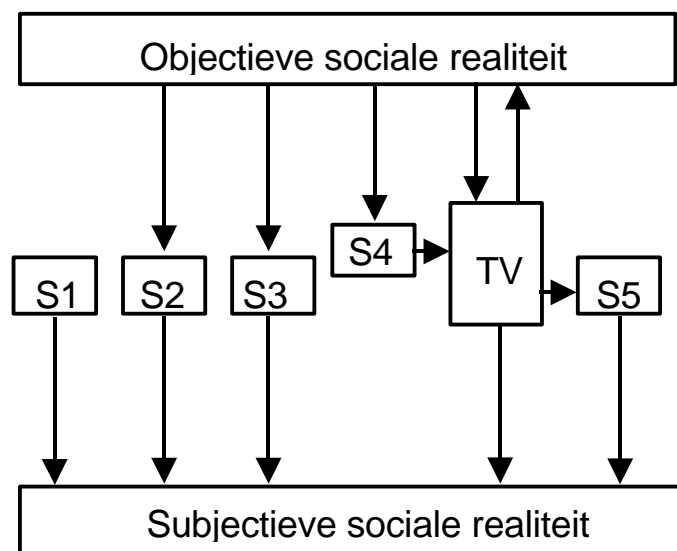 Objectieve sociale realiteit
S4
TV
S1
S2
S3
S5
Subjectieve sociale realiteit